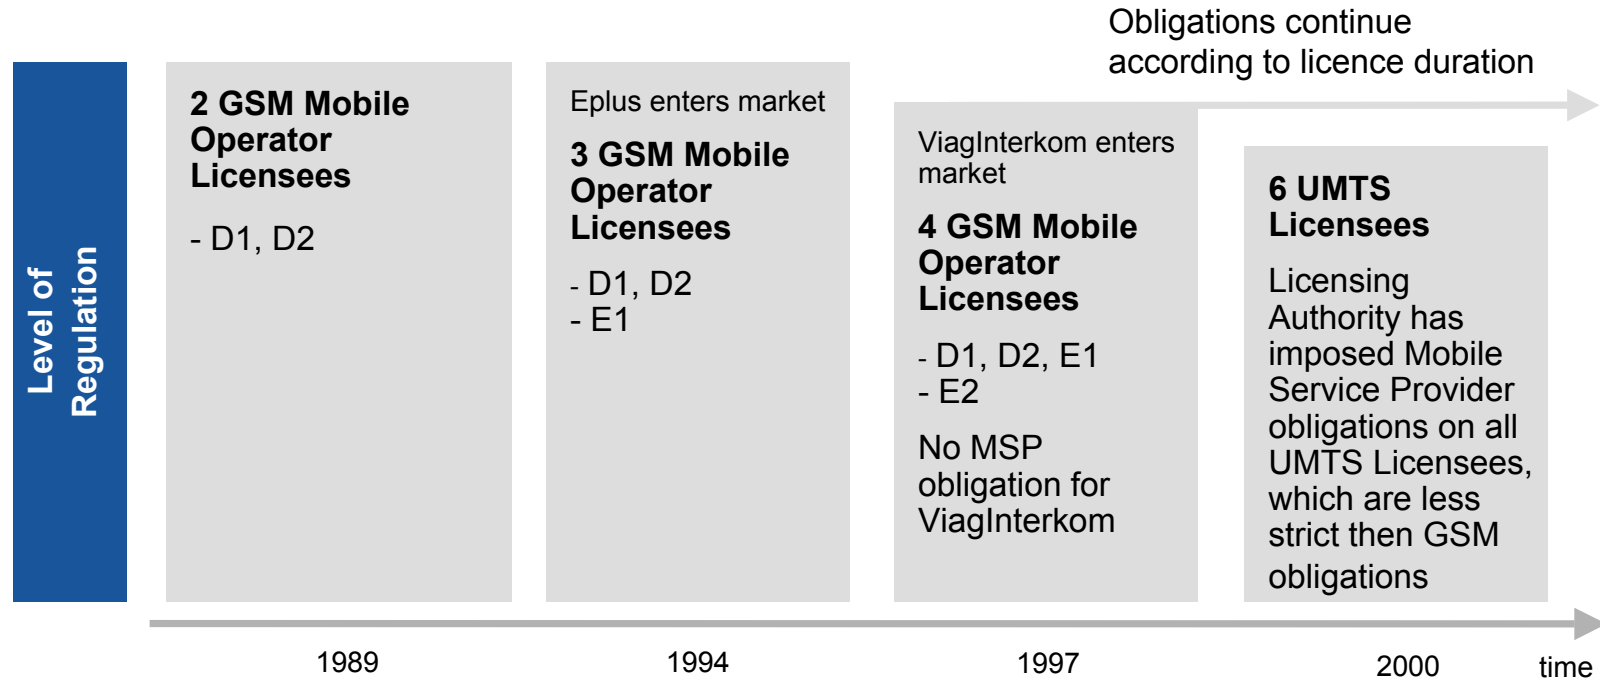 Obligations continue
according to licence duration
Level of
Regulation
2 GSM Mobile
Operator
Licensees
- D1, D2
Eplus enters market
3 GSM Mobile
Operator
Licensees
- D1, D2
- E1
ViagInterkom enters
market
4 GSM Mobile
Operator
Licensees
- D1, D2, E1
- E2
No MSP
obligation for
ViagInterkom
6 UMTS
Licensees
Licensing
Authority has
imposed Mobile
Service Provider
obligations on all
UMTS Licensees,
which are less
strict then GSM
obligations
1989
1994
1997
2000
time